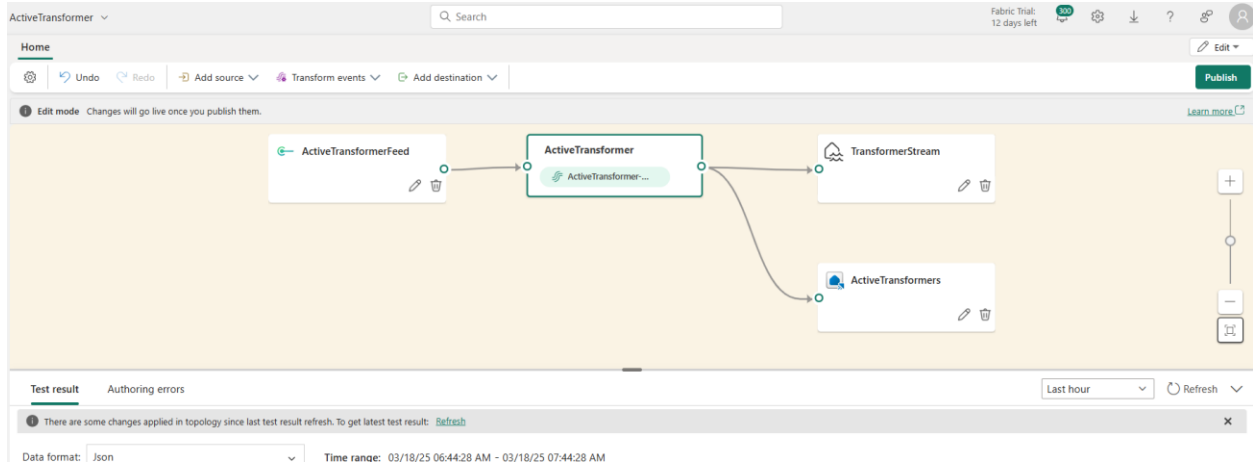 ActiveTransformer
Search
Fabric Trial:
12 days left
300
Home
Edit
Undo
Redo
Add source
Transform events
Add destination
Publish
Edit mode Changes will go live once you publish them.
Learn more
ActiveTransformerFeed
ActiveTransformer
ActiveTransformer-...
TransformerStream
ActiveTransformers
Test result
Authoring errors
Last hour
Refresh
There are some changes applied in topology since last test result refresh. To get latest test result: Refresh
Data format: Json
Time range: 03/18/25 06:44:28 AM - 03/18/25 07:44:28 AM